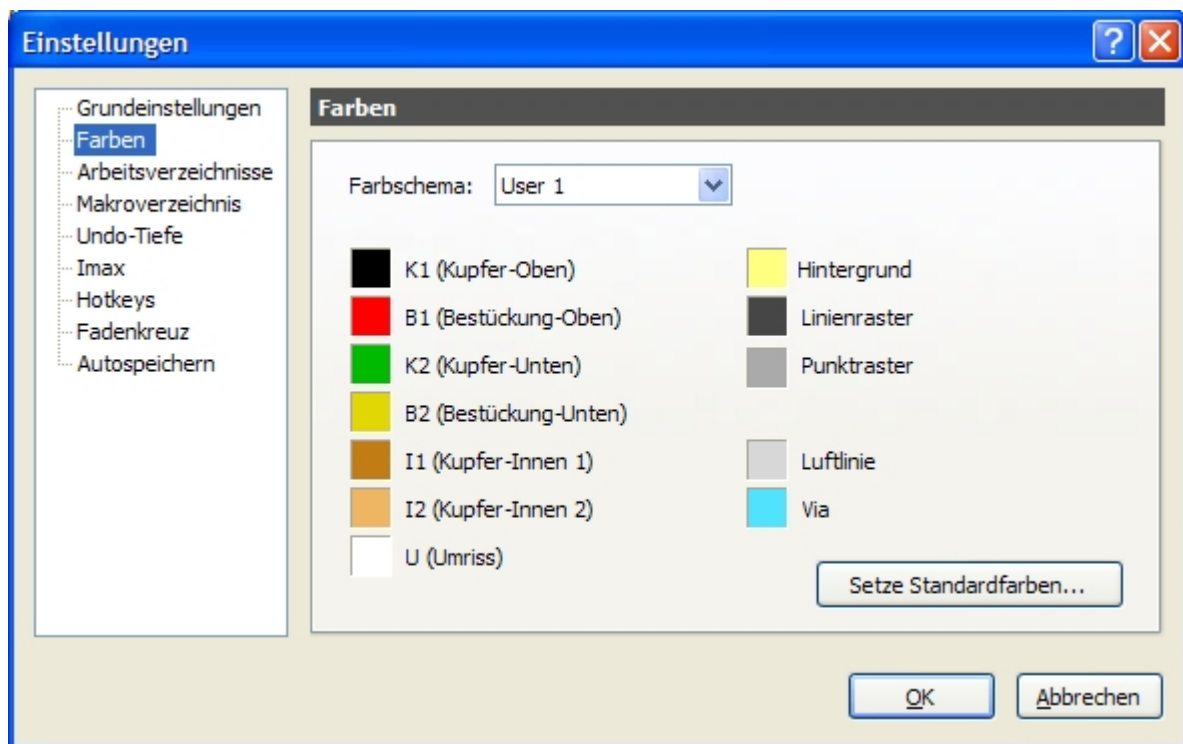 Einstellungen
Grundeinstellungen
Farben
Arbeitsverzeichnisse
Makroverzeichnis
Undo-Tiefe
Imax
Hotkeys
Fadenkreuz
Autospeichern
Farben
Farbschema: User 1
K1 (Kupfer-Oben)
B1 (Bestückung-Oben)
K2 (Kupfer-Unten)
B2 (Bestückung-Unten)
I1 (Kupfer-Innen 1)
I2 (Kupfer-Innen 2)
U (Umriss)
Hintergrund
Linienraster
Punktraster
Luftlinie
Via
Setze Standardfarben...
OK
Abbrechen